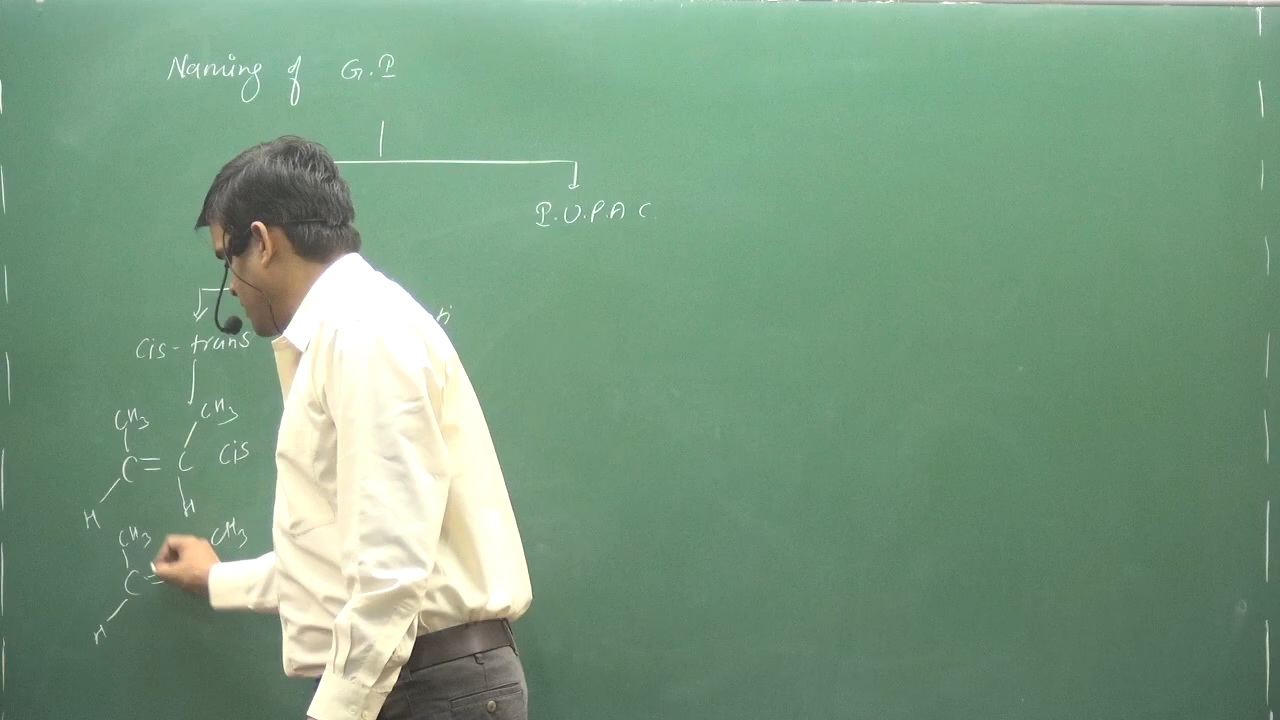 Naming of G.I
I.U.P.A.C.
Cis-trans
CH3 CH3
C=C Cis
H H
CH3 CH3
C=
H